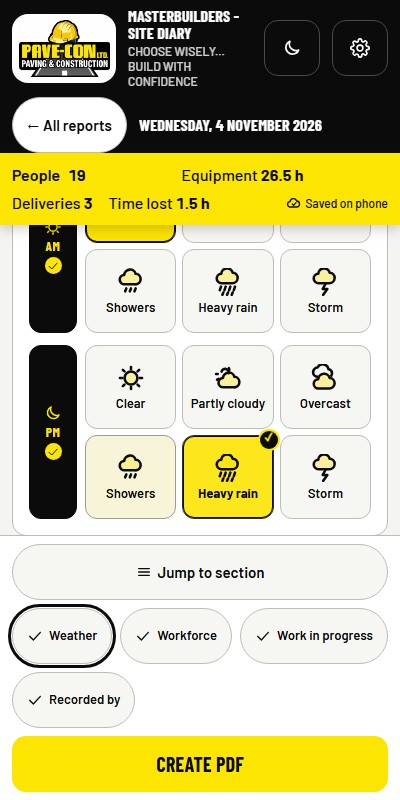 PAVE-CON LTD.
PAVING & CONSTRUCTION
MASTERBUILDERS -
SITE DIARY
CHOOSE WISELY...
BUILD WITH
CONFIDENCE
← All reports
WEDNESDAY, 4 NOVEMBER 2026
People 19
Equipment 26.5 h
Deliveries 3
Time lost 1.5 h
Saved on phone
AM
Showers
Heavy rain
Storm
PM
Clear
Partly cloudy
Overcast
Showers
Heavy rain
Storm
Jump to section
Weather
Workforce
Work in progress
Recorded by
CREATE PDF